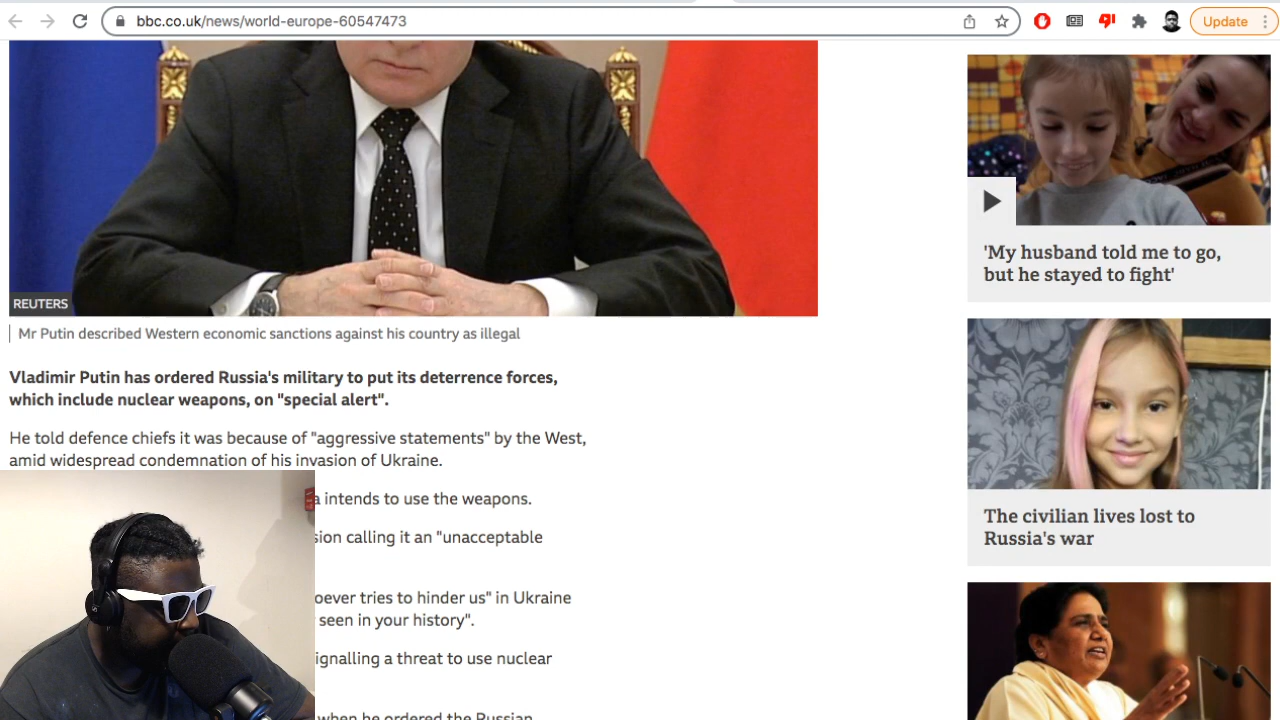 bbc.co.uk/news/world-europe-60547473
Update
REUTERS
Mr Putin described Western economic sanctions against his country as illegal
Vladimir Putin has ordered Russia's military to put its deterrence forces,
which include nuclear weapons, on "special alert".
He told defence chiefs it was because of "aggressive statements" by the West,
amid widespread condemnation of his invasion of Ukraine.
a intends to use the weapons.
sion calling it an "unacceptable
oever tries to hinder us" in Ukraine
seen in your history".
ignalling a threat to use nuclear
when he ordered the Russian
'My husband told me to go,
but he stayed to fight'
The civilian lives lost to
Russia's war